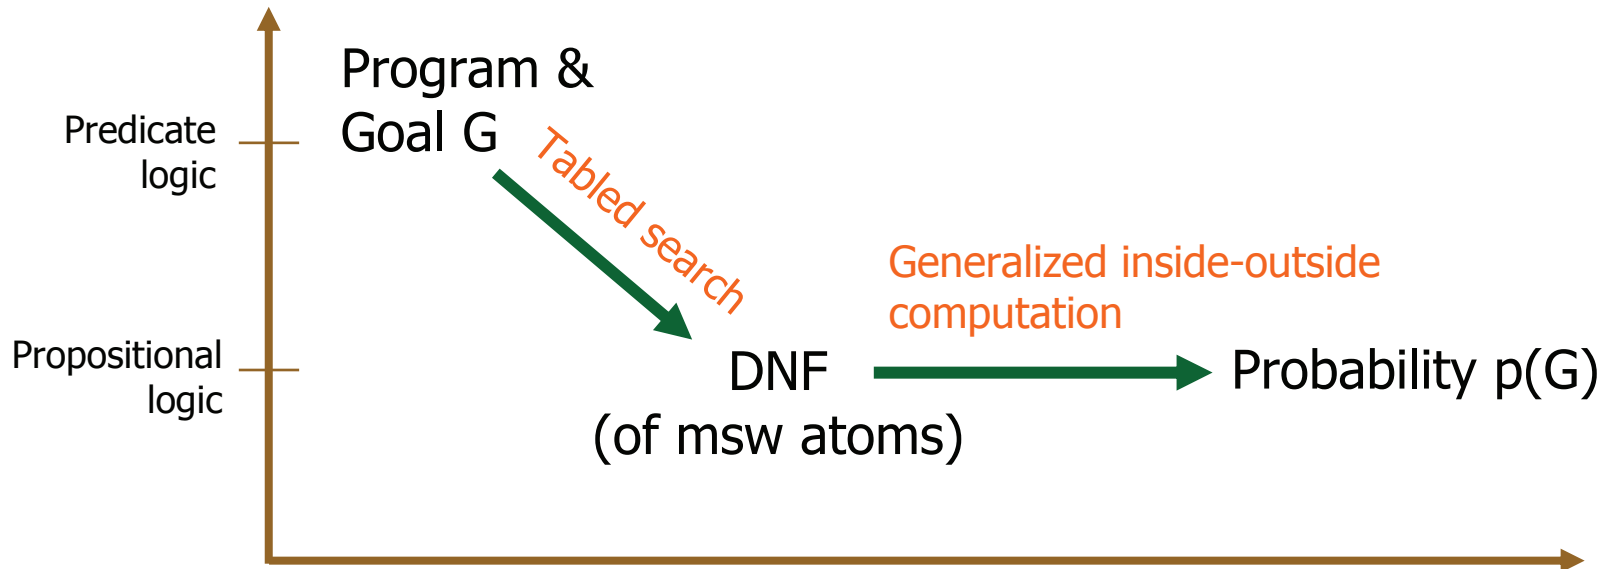 Program &
Goal G
Predicate
logic
Tabled search
Generalized inside-outside
computation
Propositional
logic
DNF
(of msw atoms)
Probability p(G)